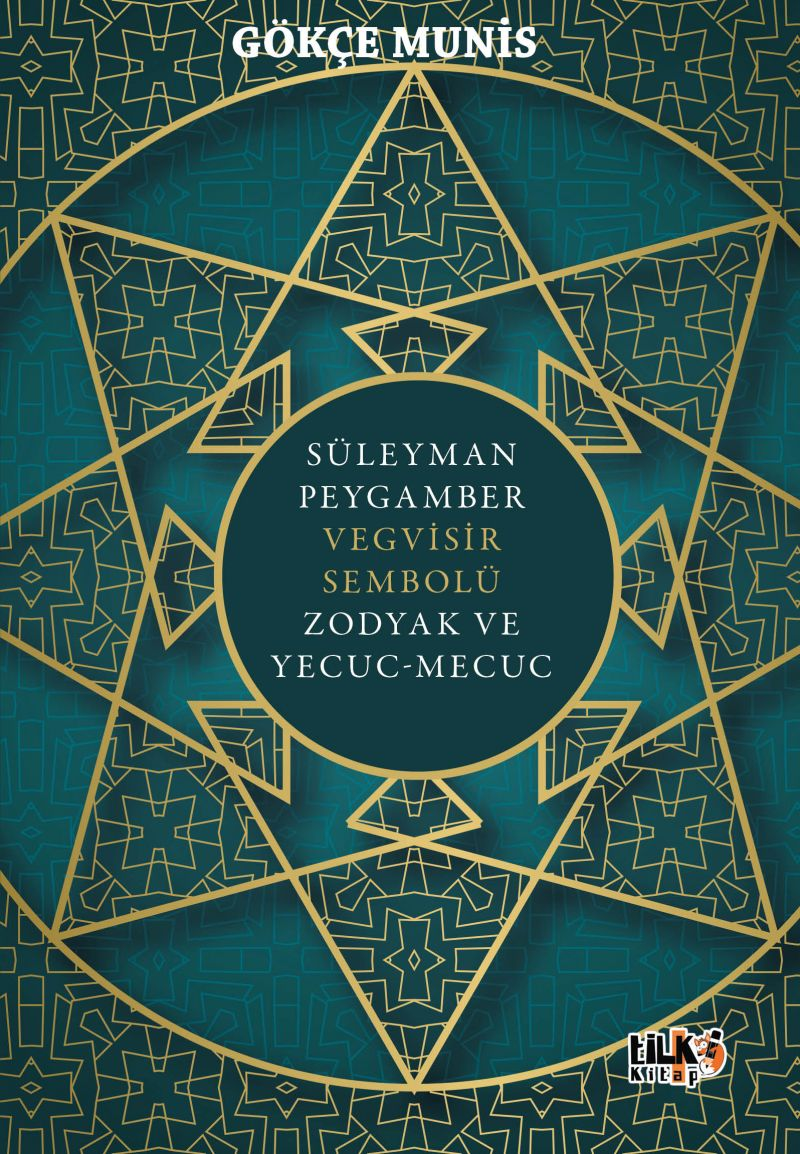 GÖKÇE MUNİS
SÜLEYMAN
PEYGAMBER
VEGVİSİR
SEMBOLÜ
ZODYAK VE
YECUC-MECUC
tiLKi
Kitap